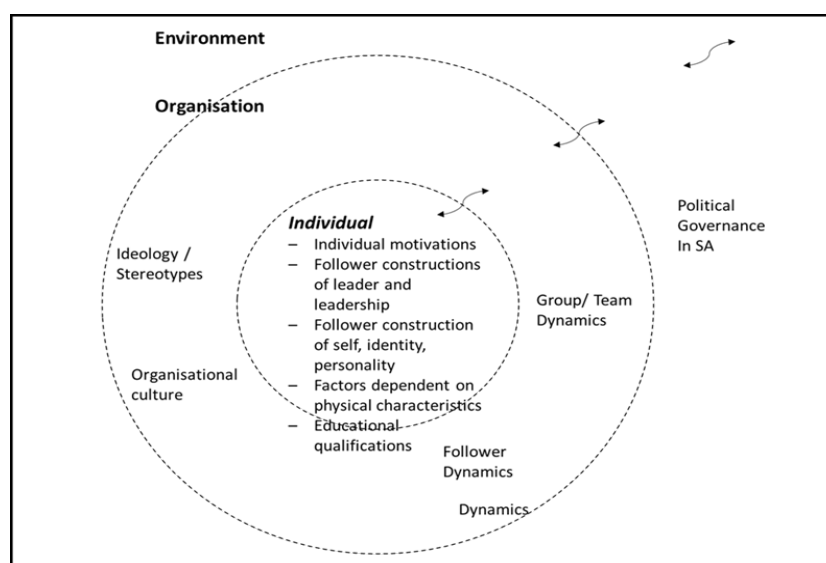 Environment
Organisation
Individual
– Individual motivations
– Follower constructions
of leader and
leadership
– Follower construction
of self, identity,
personality
– Factors dependent on
physical characteristics
– Educational
qualifications
Ideology /
Stereotypes
Organisational
culture
Group/ Team
Dynamics
Follower
Dynamics
Dynamics
Political
Governance
In SA